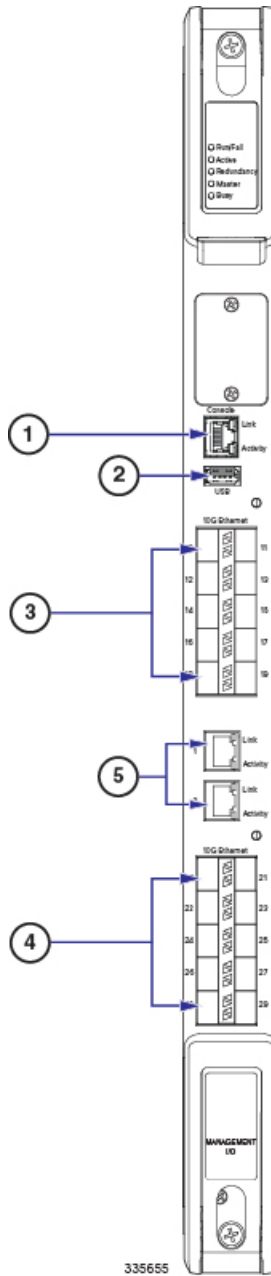 Run/Fail
Active
Redundancy
Master
Busy
Console
1
Link
Activity
2
USB
10G Ethernet
11
12
13
3
14
15
16
17
19
Link
5
Activity
Link
Activity
10G Ethernet
21
22
23
4
24
25
26
27
29
MANAGEMENT
I/O
335655